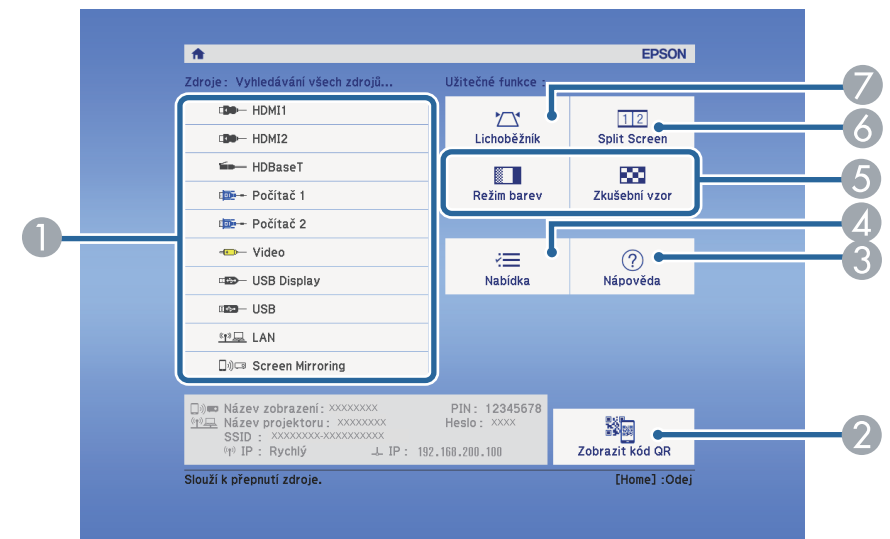 EPSON
Zdroje: Vyhledávání všech zdrojů...
Užitečné funkce :
HDMI1
HDMI2
HDBaseT
Počítač 1
Počítač 2
Video
USB Display
USB
LAN
Screen Mirroring
Lichoběžník
1 2
Split Screen
Režim barev
Zkušební vzor
Nabídka
?
Nápověda
Název zobrazení: XXXXXXXX
PIN: 12345678
Název projektoru: XXXXXXXX
Heslo: XXXX
SSID : XXXXXXXX-XXXXXXXXXX
IP : Rychlý
IP : 192.168.200.100
Zobrazit kód QR
Slouží k přepnutí zdroje.
[Home] :Odej
1
7
6
5
4
3
2